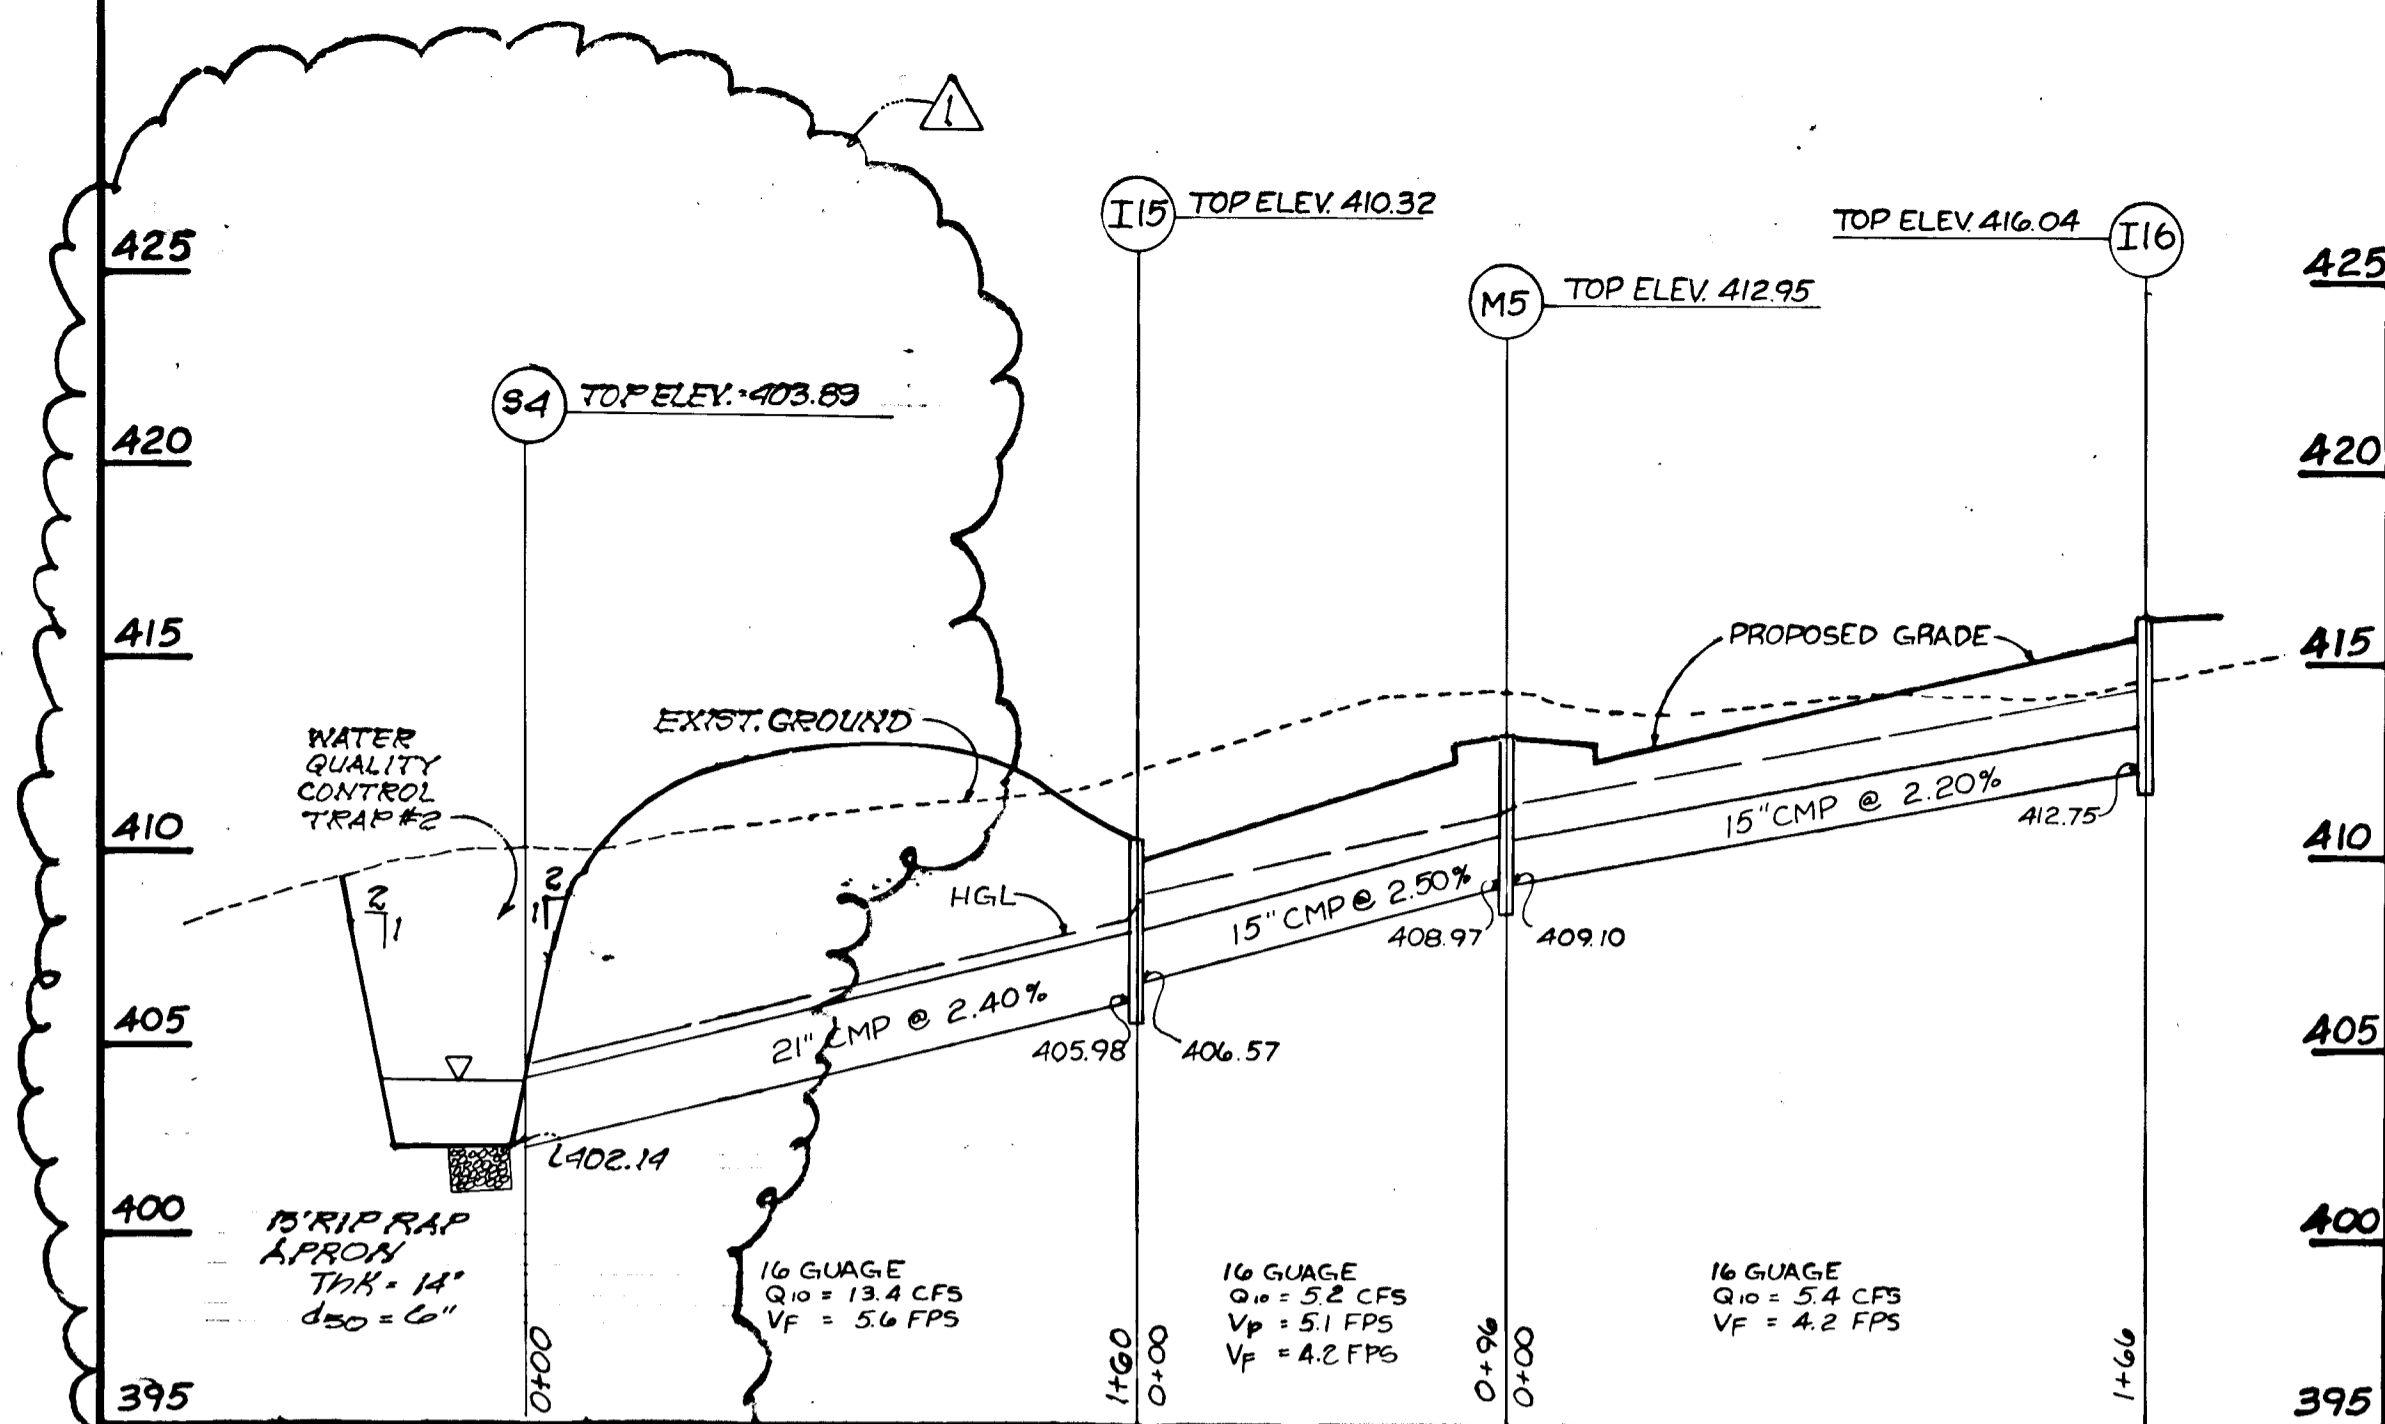 1
I15
TOP ELEV. 410.32
TOP ELEV. 416.04
I16
425
425
M5
TOP ELEV. 412.95
S4
TOP ELEV.=403.89
420
420
415
415
PROPOSED GRADE
EXIST. GROUND
WATER
QUALITY
CONTROL
TRAP #2
410
410
2
1
2
1
HGL
15" CMP @ 2.50%
15" CMP @ 2.20%
412.75
408.97
409.10
405
405
21" CMP @ 2.40%
405.98
406.57
402.14
400
400
15' RIP RAP
APRON
THK = 14"
d50 = 6"
16 GUAGE
Q10 = 13.4 CFS
VF = 5.6 FPS
16 GUAGE
Q10 = 5.2 CFS
Vp = 5.1 FPS
VF = 4.2 FPS
16 GUAGE
Q10 = 5.4 CFS
VF = 4.2 FPS
395
0+00
1+60
0+00
0+96
0+00
1+66
395